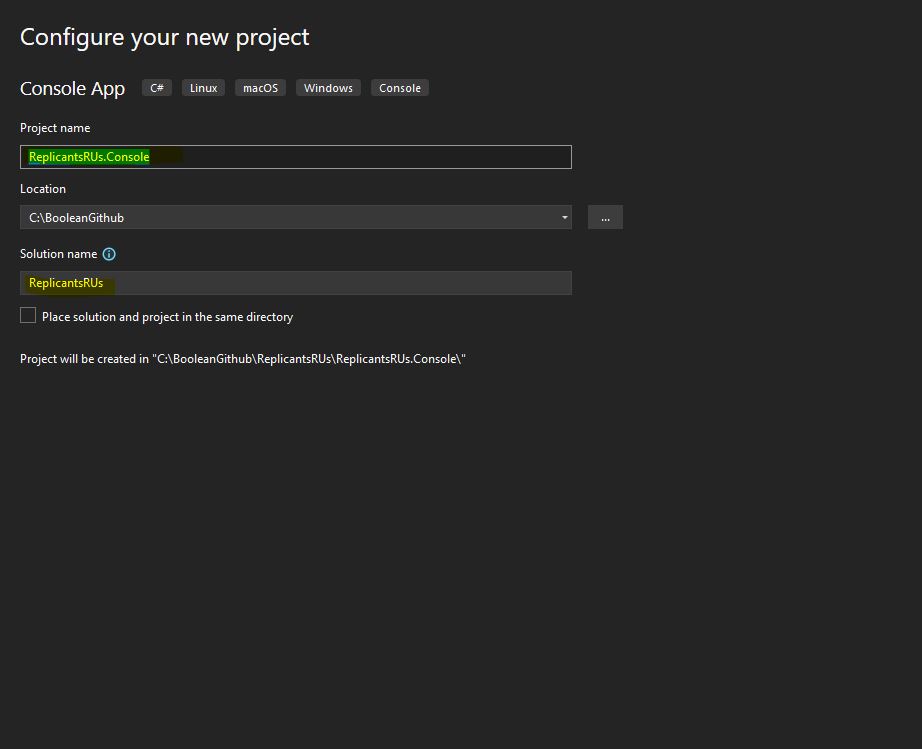 Configure your new project
Console App C# Linux macOS Windows Console
Project name
ReplicantsRUs.Console
Location
C:\BooleanGithub ...
Solution name
ReplicantsRUs
Place solution and project in the same directory
Project will be created in "C:\BooleanGithub\ReplicantsRUs\ReplicantsRUs.Console\"